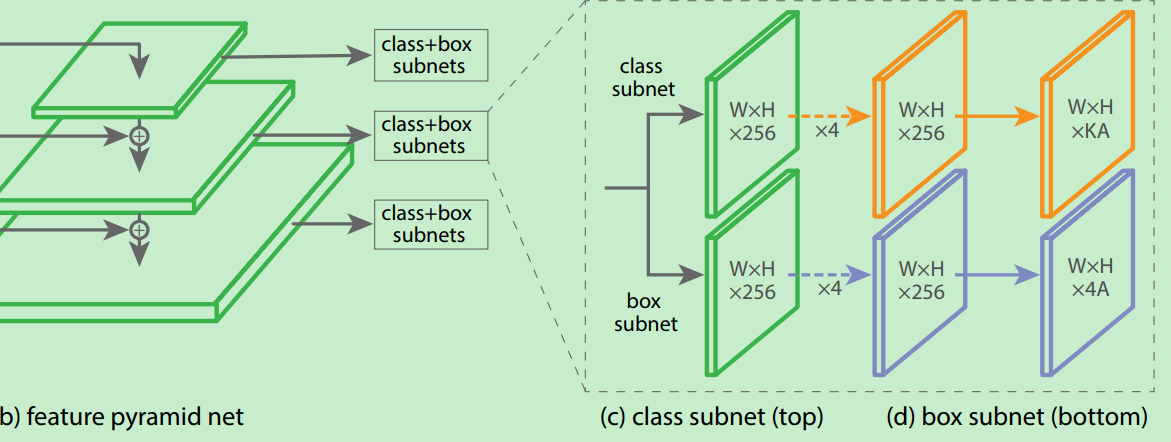 class+box
subnets
class+box
subnets
class+box
subnets
+
+
b) feature pyramid net
class
subnet
W×H
×256
×4
W×H
×256
W×H
×KA
box
subnet
W×H
×256
×4
W×H
×256
W×H
×4A
(c) class subnet (top)
(d) box subnet (bottom)